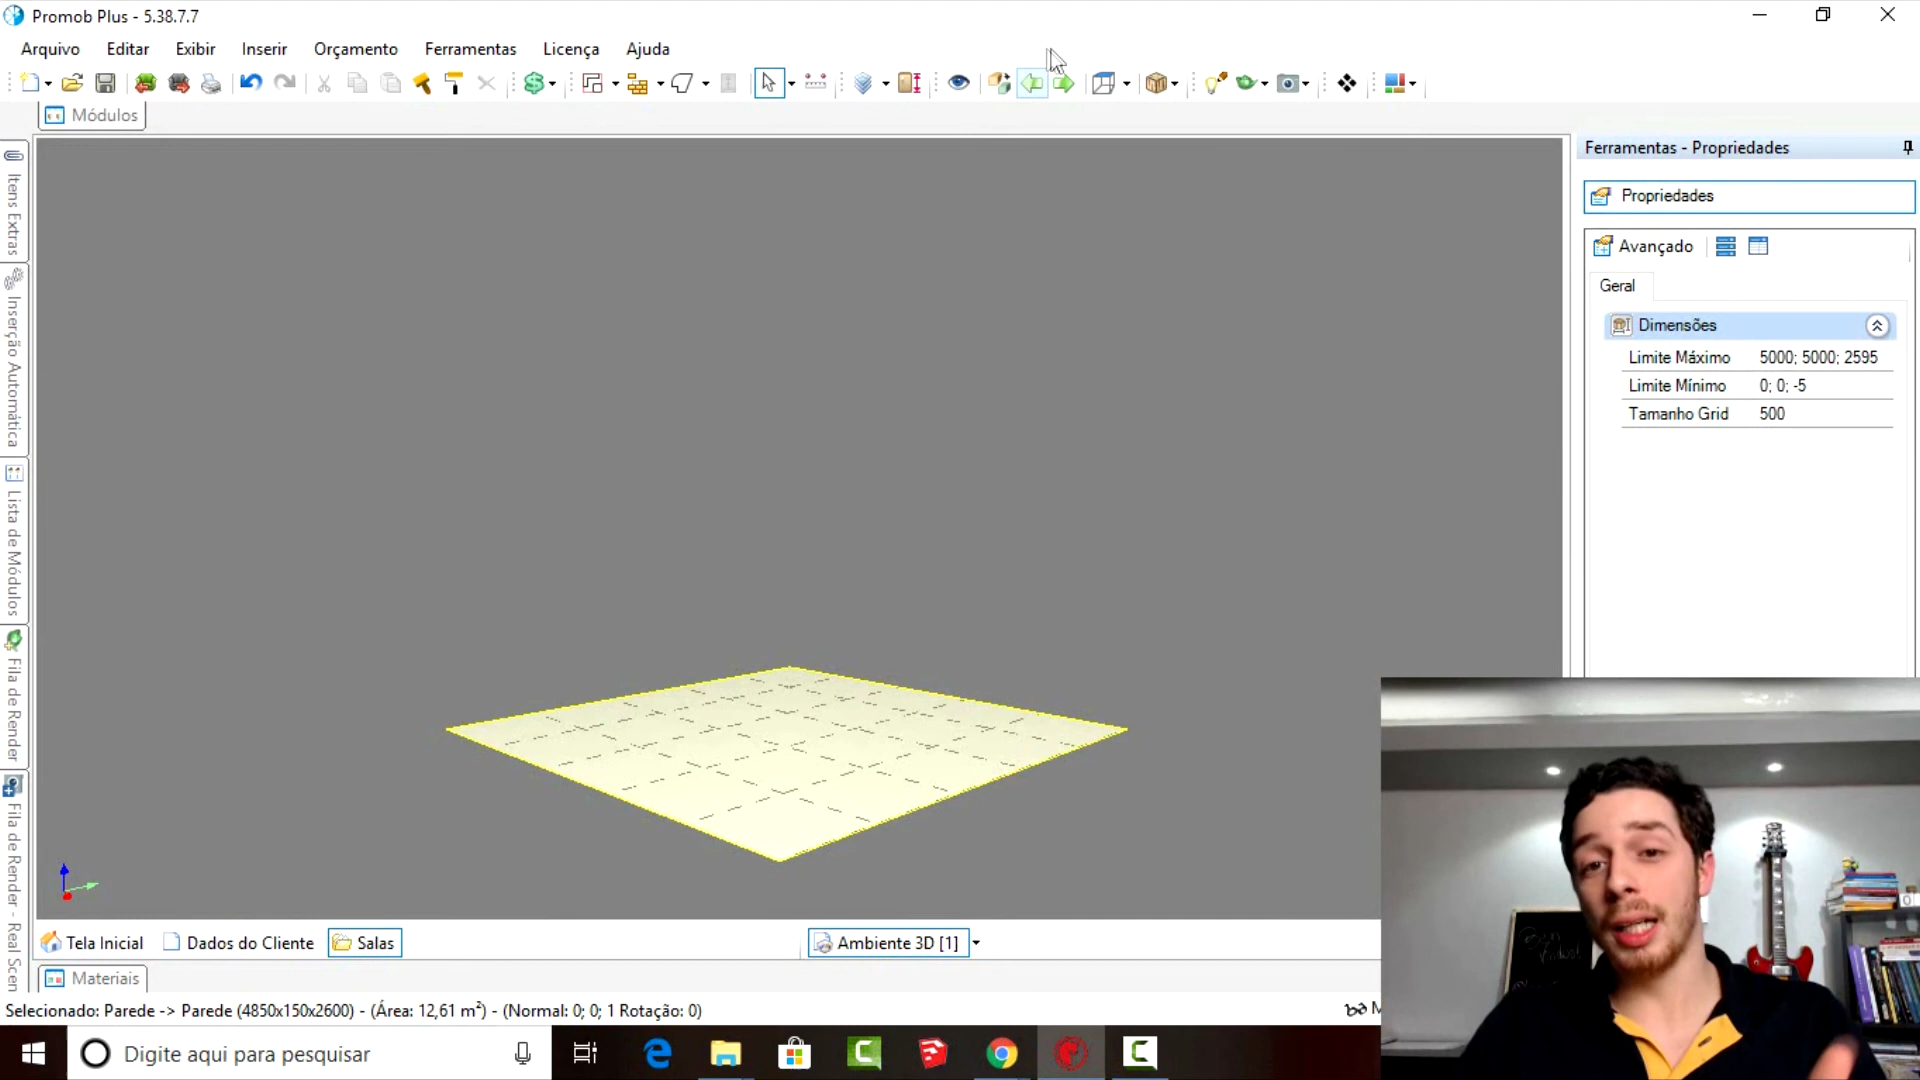 Promob Plus - 5.38.7.7
Arquivo Editar Exibir Inserir Orçamento Ferramentas Licença Ajuda
Módulos
Itens Extras
Inserção Automática
Lista de Módulos
Fila de Render
Fila de Render - Real Scen
Ferramentas - Propriedades
Propriedades
Avançado
Geral
Dimensões
Limite Máximo 5000; 5000; 2595
Limite Mínimo 0; 0; -5
Tamanho Grid 500
Tela Inicial Dados do Cliente Salas Ambiente 3D [1]
Materiais
Selecionado: Parede -> Parede (4850x150x2600) - (Área: 12,61 m²) - (Normal: 0; 0; 1 Rotação: 0)
M
Digite aqui para pesquisar